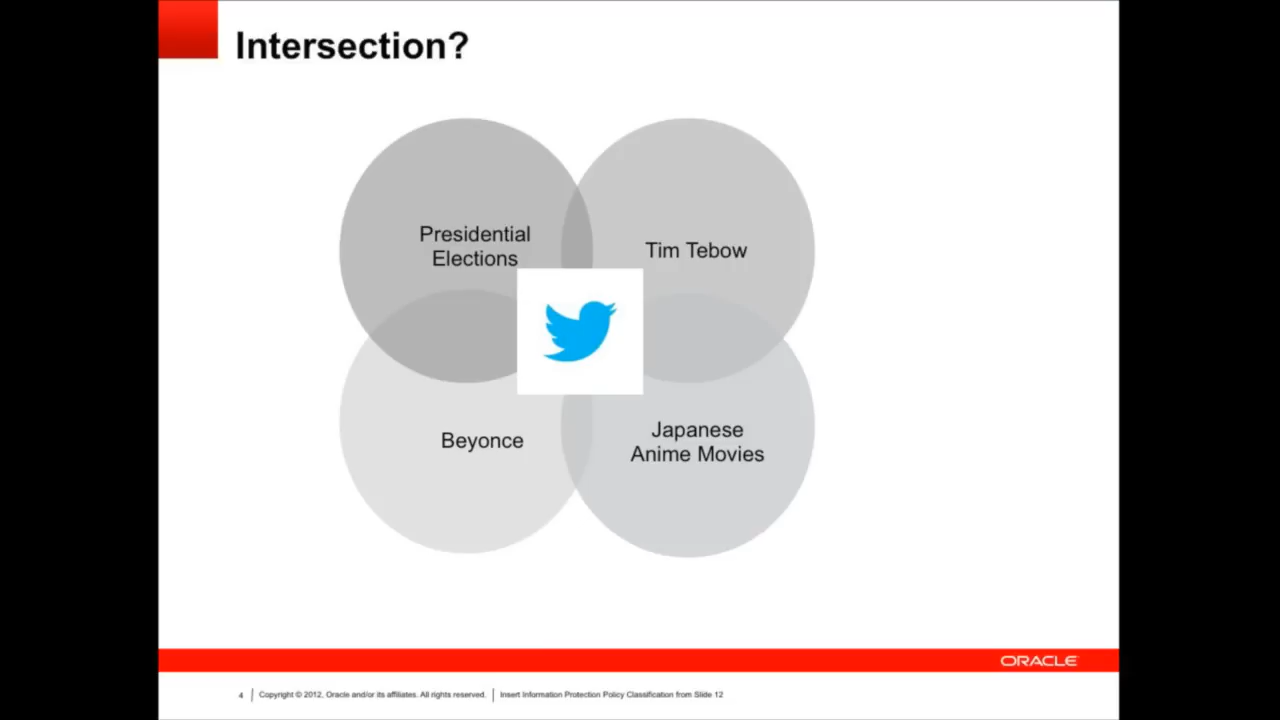 Intersection?
Presidential
Elections
Tim Tebow
Beyonce
Japanese
Anime Movies
ORACLE
4 Copyright © 2012, Oracle and/or its affiliates. All rights reserved. Insert Information Protection Policy Classification from Slide 12